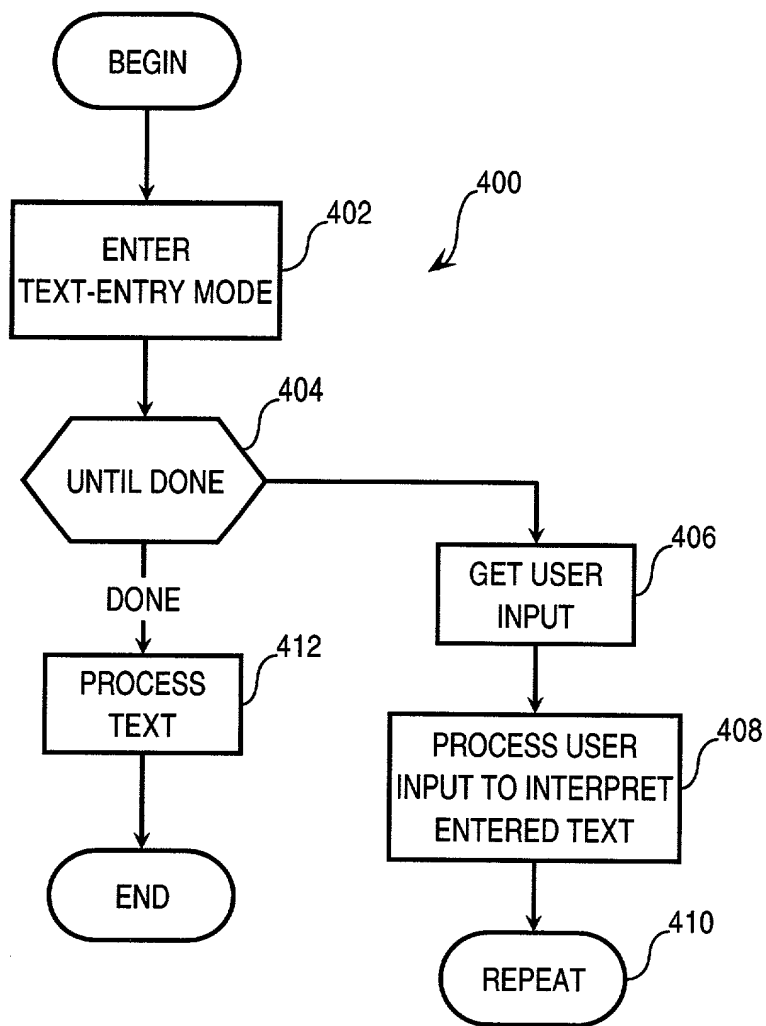 BEGIN
402
400
ENTER
TEXT-ENTRY MODE
404
UNTIL DONE
406
GET USER
INPUT
DONE
412
PROCESS
TEXT
408
PROCESS USER
INPUT TO INTERPRET
ENTERED TEXT
END
410
REPEAT